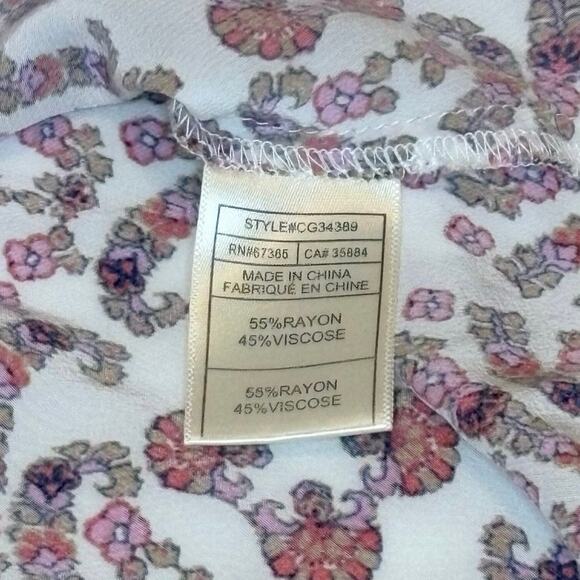 STYLE#CG34389
RN#67365 CA# 35884
MADE IN CHINA
FABRIQUÉ EN CHINE
55%RAYON
45%VISCOSE
55%RAYON
45%VISCOSE